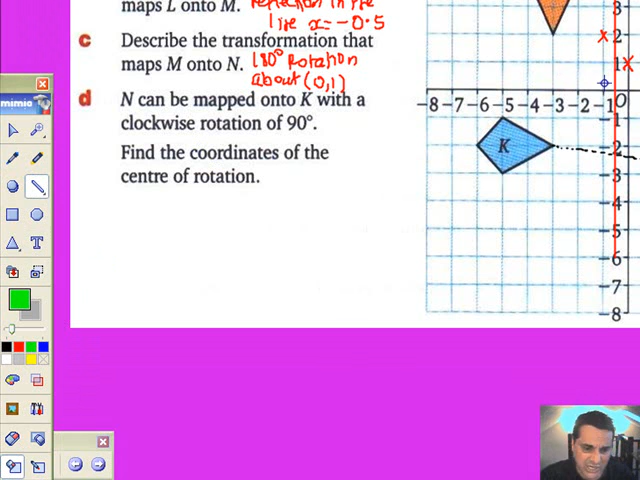 maps L onto M. Reflection in the
line x = -0.5
c Describe the transformation that
maps M onto N. 180° Rotation
about (0,1)
d N can be mapped onto K with a
clockwise rotation of 90°.
Find the coordinates of the
centre of rotation.
3
2
1
-8 -7 -6 -5 -4 -3 -2 -1 O
-1
K
-2
-3
-4
-5
-6
-7
-8
mimio
T